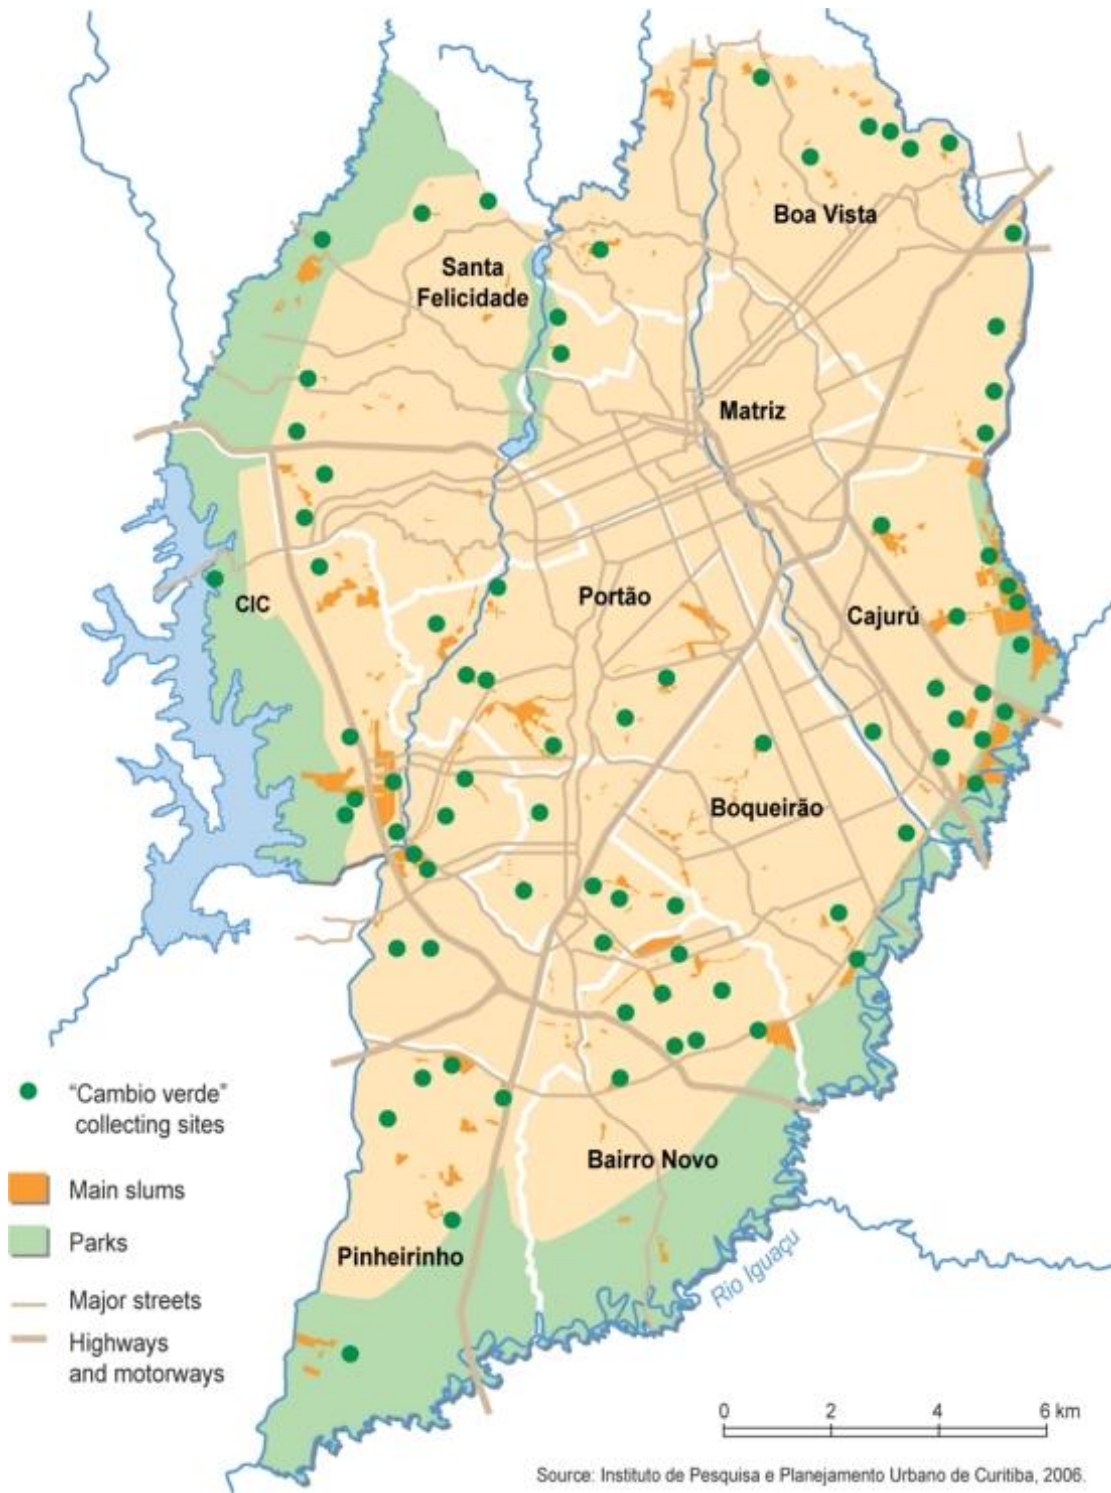 Boa Vista
Santa
Felicidade
Matriz
CIC
Portão
Cajurú
Boqueirão
"Cambio verde"
collecting sites
Main slums
Bairro Novo
Parks
Pinheirinho
Rio Iguaçu
Major streets
Highways
and motorways
0 2 4 6 km
Source: Instituto de Pesquisa e Planejamento Urbano de Curitiba, 2006.